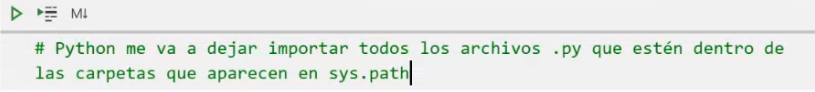 M↓
# Python me va a dejar importar todos los archivos .py que estén dentro de
las carpetas que aparecen en sys.path